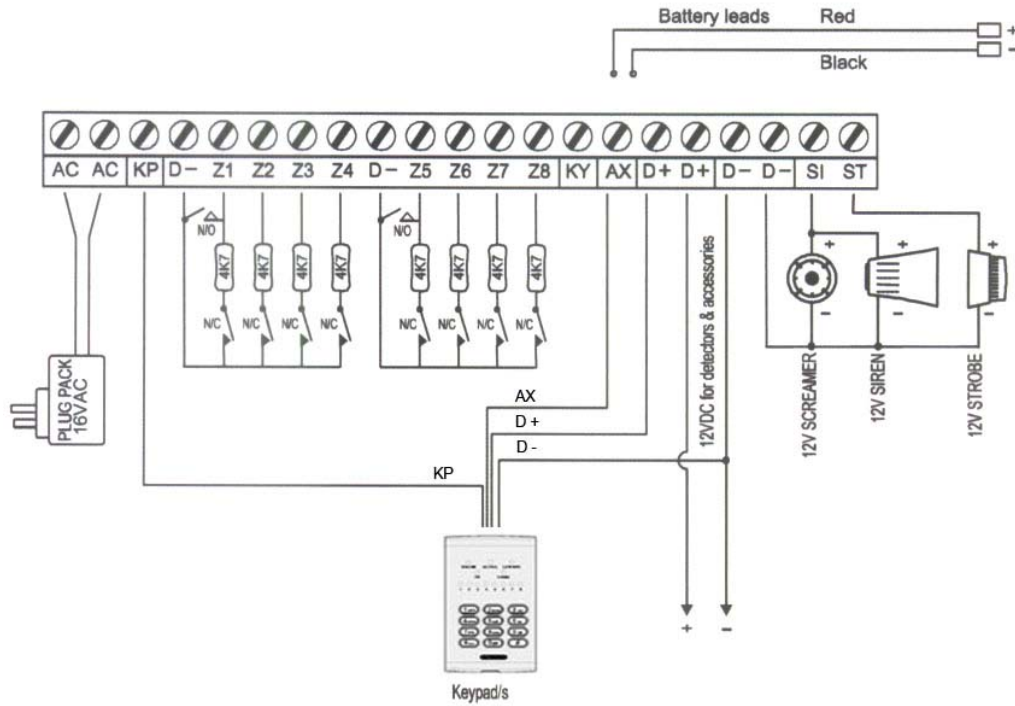 Battery leads Red +
Black -
AC AC KP D- Z1 Z2 Z3 Z4 D- Z5 Z6 Z7 Z8 KY AX D+ D+ D- D- SI ST
N/O N/O
4K7 4K7 4K7 4K7 4K7 4K7 4K7 4K7
+ + +
N/C N/C N/C N/C N/C N/C N/C N/C
- - -
PLUG PACK
16VAC
12VDC for detectors & accessories
12V SCREAMER
12V SIREN
12V STROBE
AX
D+
D-
KP
+ -
Keypad/s